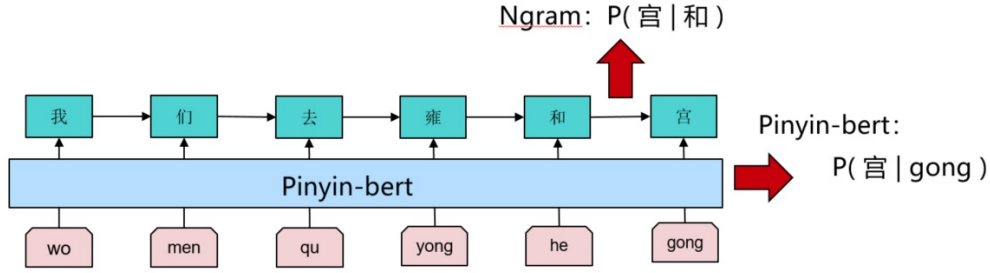 Ngram：P( 宫 | 和 )
我 们 去 雍 和 宫
Pinyin-bert：
P( 宫 | gong )
Pinyin-bert
wo men qu yong he gong